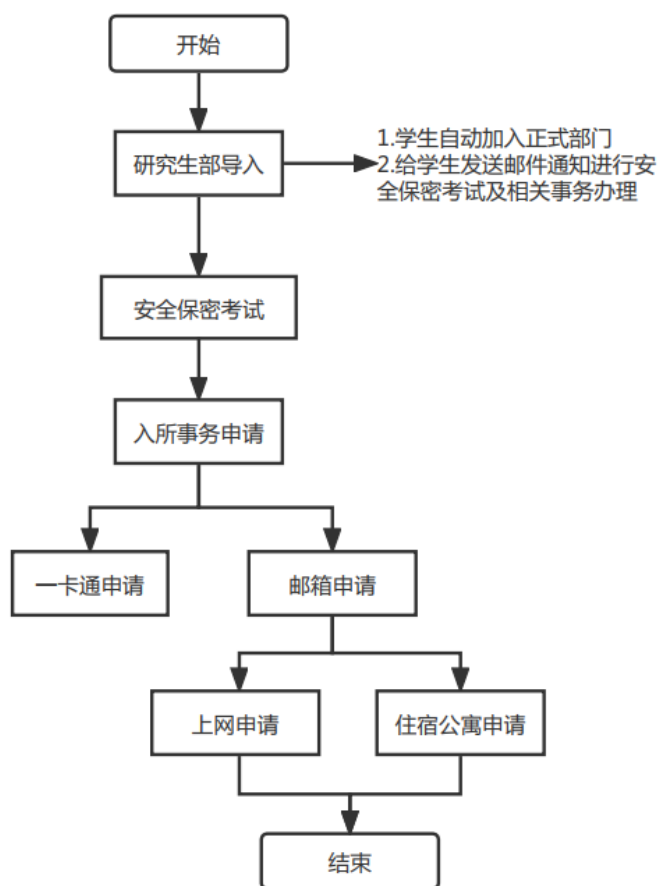 开始
研究生部导入
1.学生自动加入正式部门
2.给学生发送邮件通知进行安
全保密考试及相关事务办理
安全保密考试
入所事务申请
一卡通申请
邮箱申请
上网申请
住宿公寓申请
结束